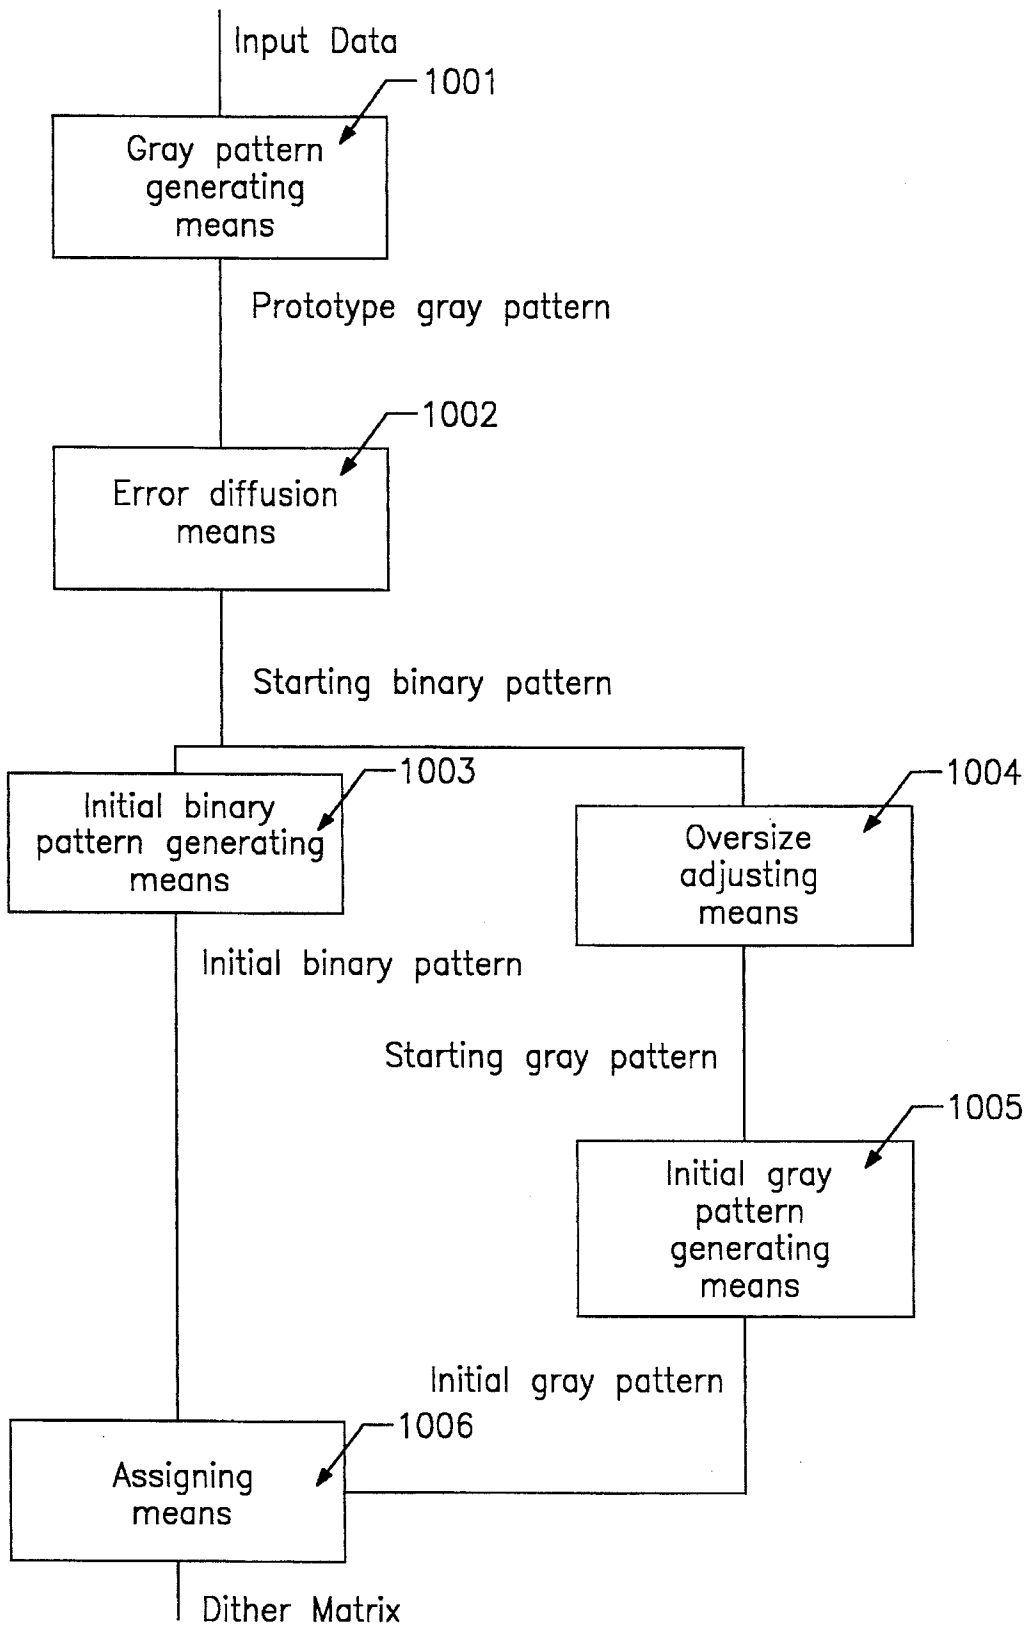 Input Data
1001
Gray pattern
generating
means
Prototype gray pattern
1002
Error diffusion
means
Starting binary pattern
1003
Initial binary
pattern generating
means
1004
Oversize
adjusting
means
Initial binary pattern
Starting gray pattern
1005
Initial gray
pattern
generating
means
Initial gray pattern
1006
Assigning
means
Dither Matrix